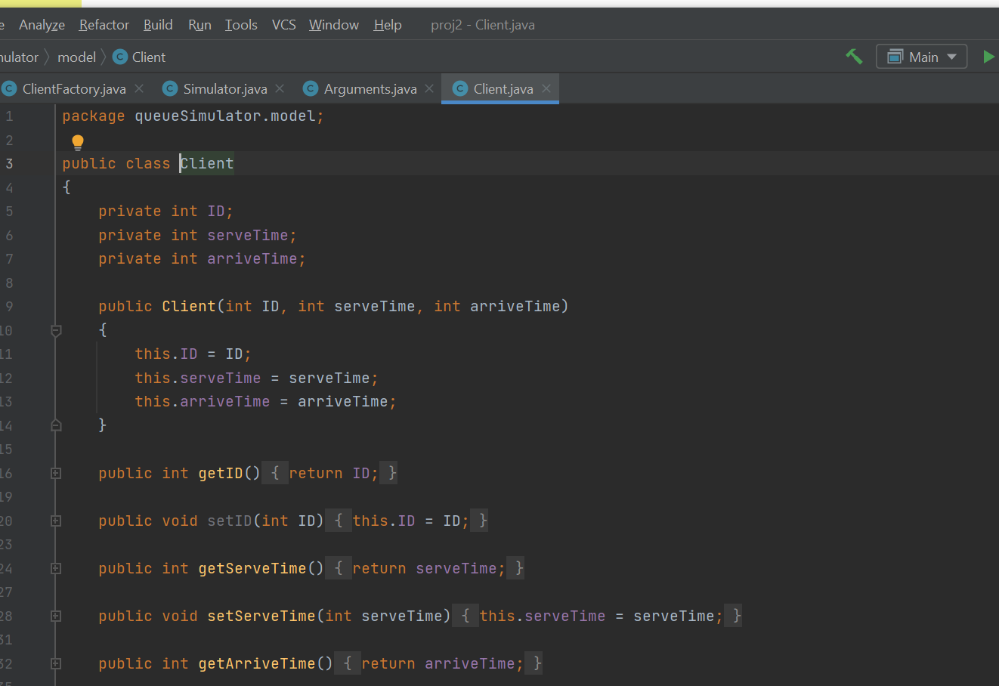 Analyze Refactor Build Run Tools VCS Window Help proj2 - Client.java
model Client Main
ClientFactory.java Simulator.java Arguments.java Client.java
1 package queueSimulator.model;
2
3 public class Client
4 {
5 private int ID;
6 private int serveTime;
7 private int arriveTime;
8
9 public Client(int ID, int serveTime, int arriveTime)
10 {
11 this.ID = ID;
12 this.serveTime = serveTime;
13 this.arriveTime = arriveTime;
14 }
15
16 public int getID() { return ID; }
19
20 public void setID(int ID) { this.ID = ID; }
23
24 public int getServeTime() { return serveTime; }
27
28 public void setServeTime(int serveTime) { this.serveTime = serveTime; }
31
32 public int getArriveTime() { return arriveTime; }